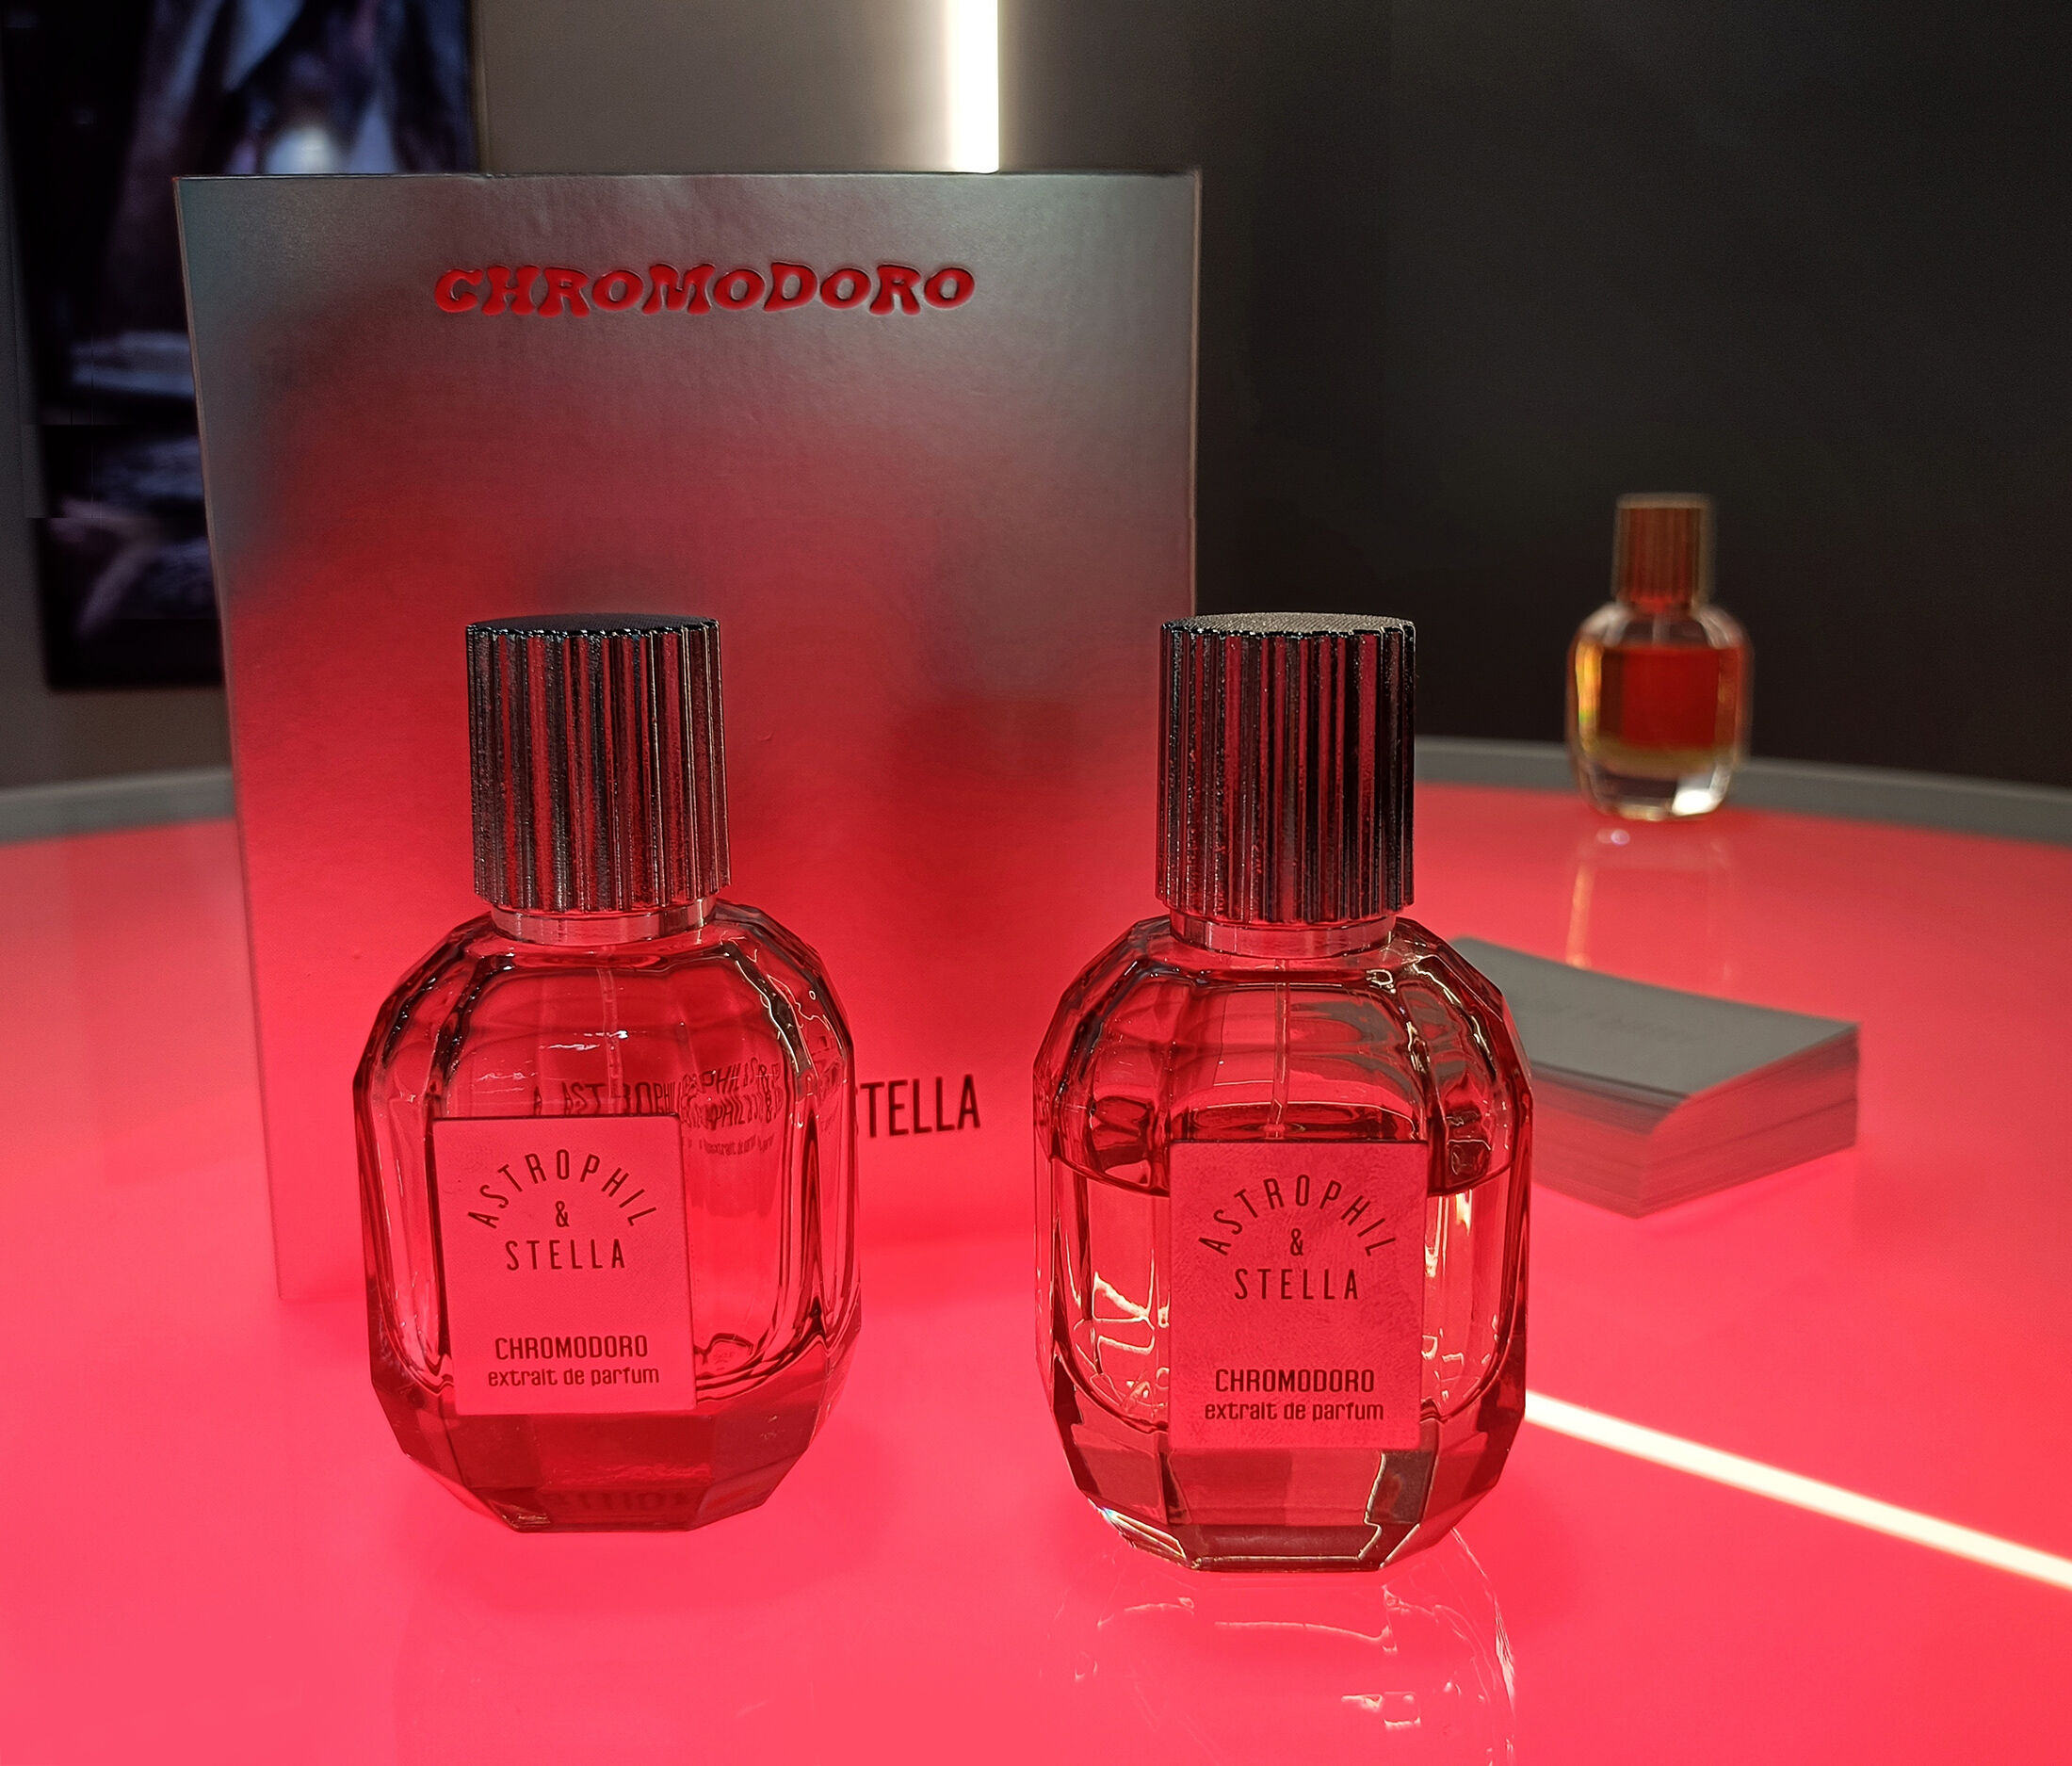 CHROMODORO
STELLA
ASTROPHIL
&
STELLA
CHROMODORO
extrait de parfum
ASTROPHIL
&
STELLA
CHROMODORO
extrait de parfum